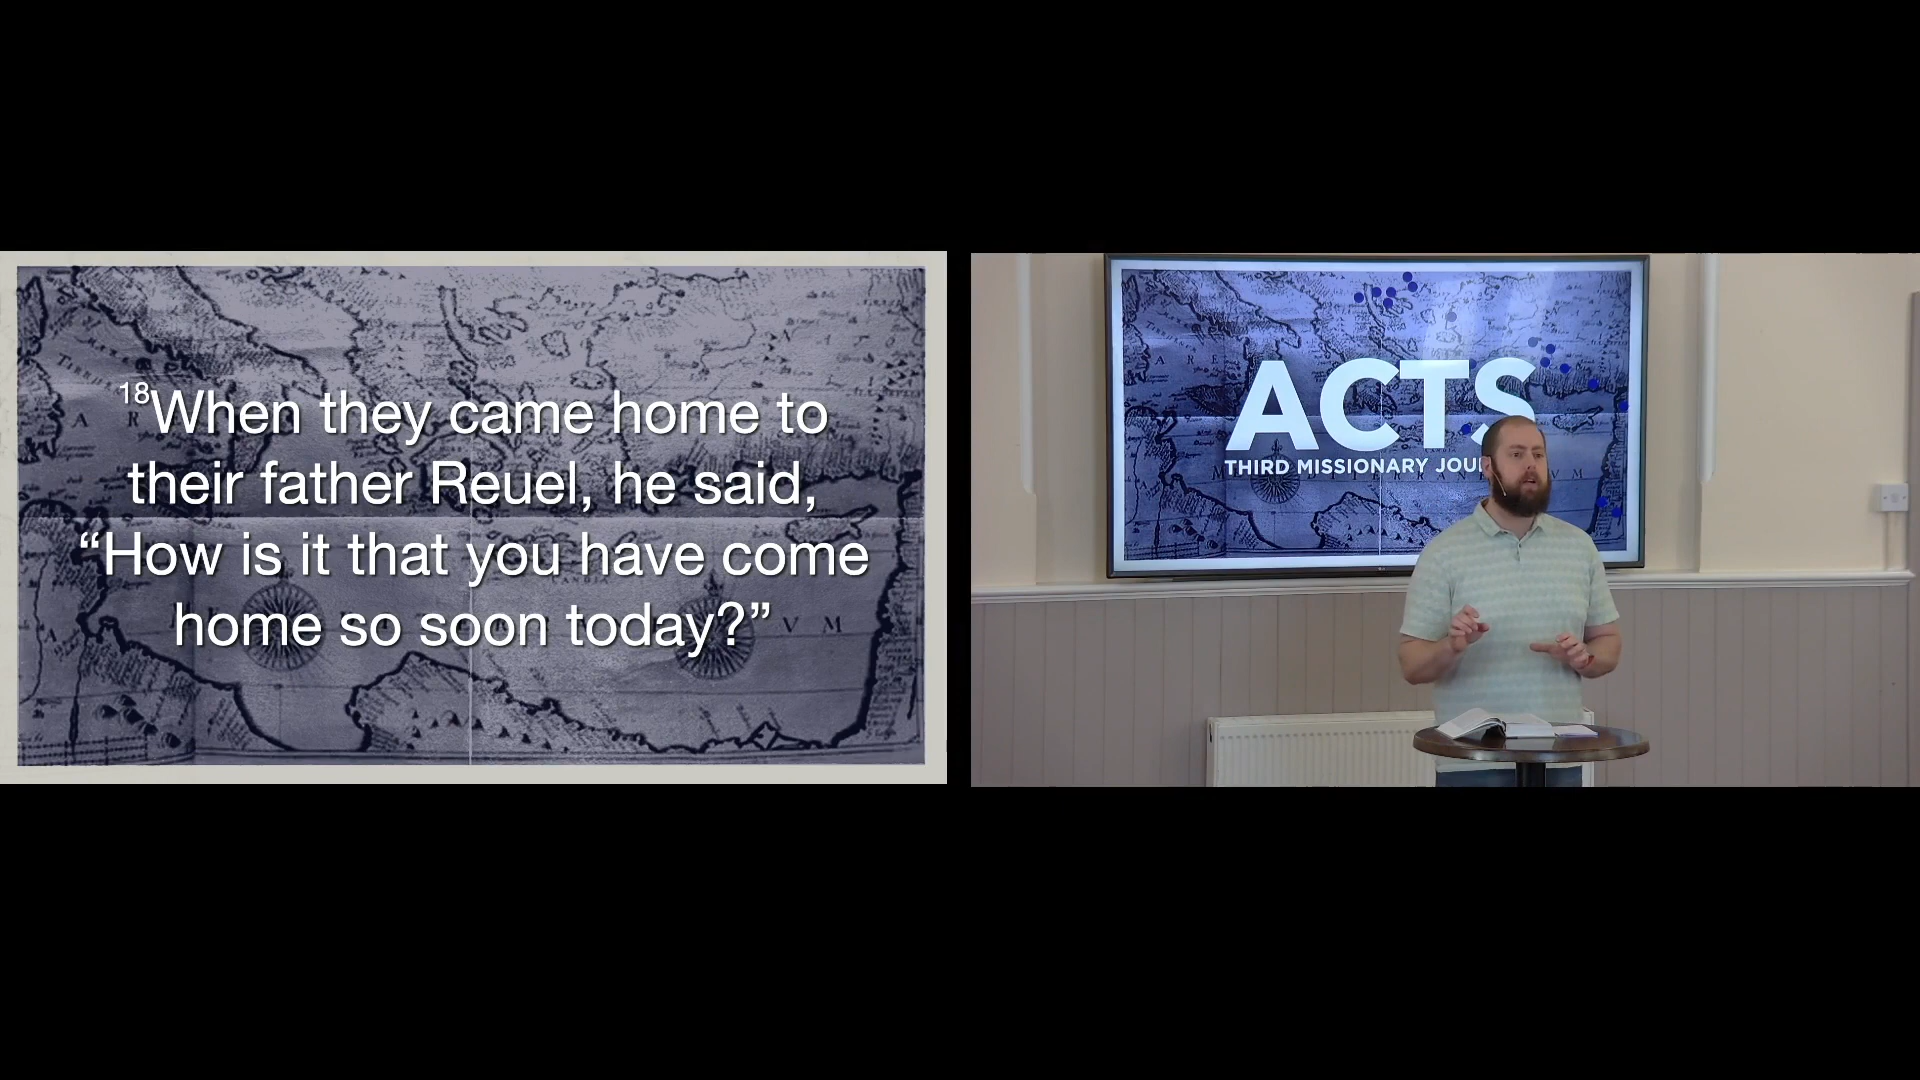 18When they came home to
their father Reuel, he said,
“How is it that you have come
home so soon today?”
V M
ACTS
THIRD MISSIONARY JOU